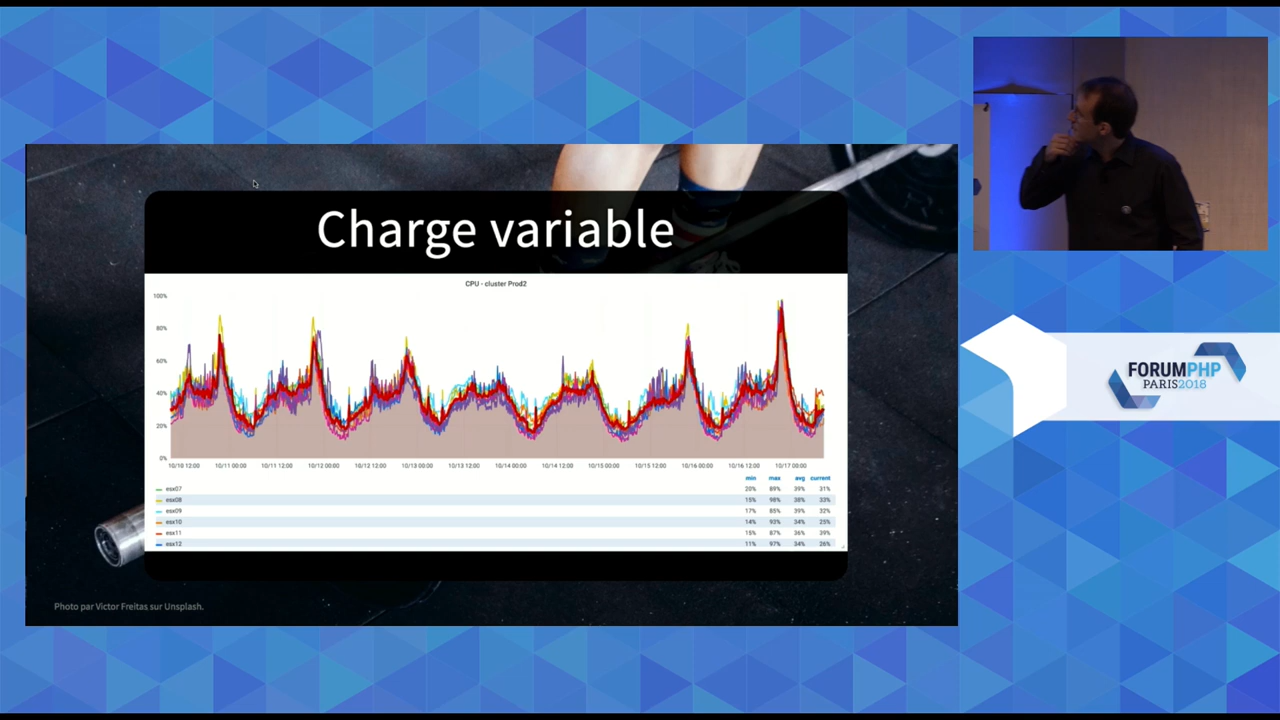 Charge variable
CPU - cluster Prod2
100%
80%
60%
40%
20%
0%
10/10 12:00 10/11 00:00 10/11 12:00 10/12 00:00 10/12 12:00 10/13 00:00 10/13 12:00 10/14 00:00 10/14 12:00 10/15 00:00 10/15 12:00 10/16 00:00 10/16 12:00 10/17 00:00
min max avg current
esx07 20% 89% 39% 31%
esx08 15% 98% 38% 33%
esx09 17% 85% 39% 32%
esx10 14% 93% 34% 25%
esx11 15% 87% 36% 39%
esx12 11% 97% 34% 26%
Photo par Victor Freitas sur Unsplash.
FORUMPHP
PARIS2018